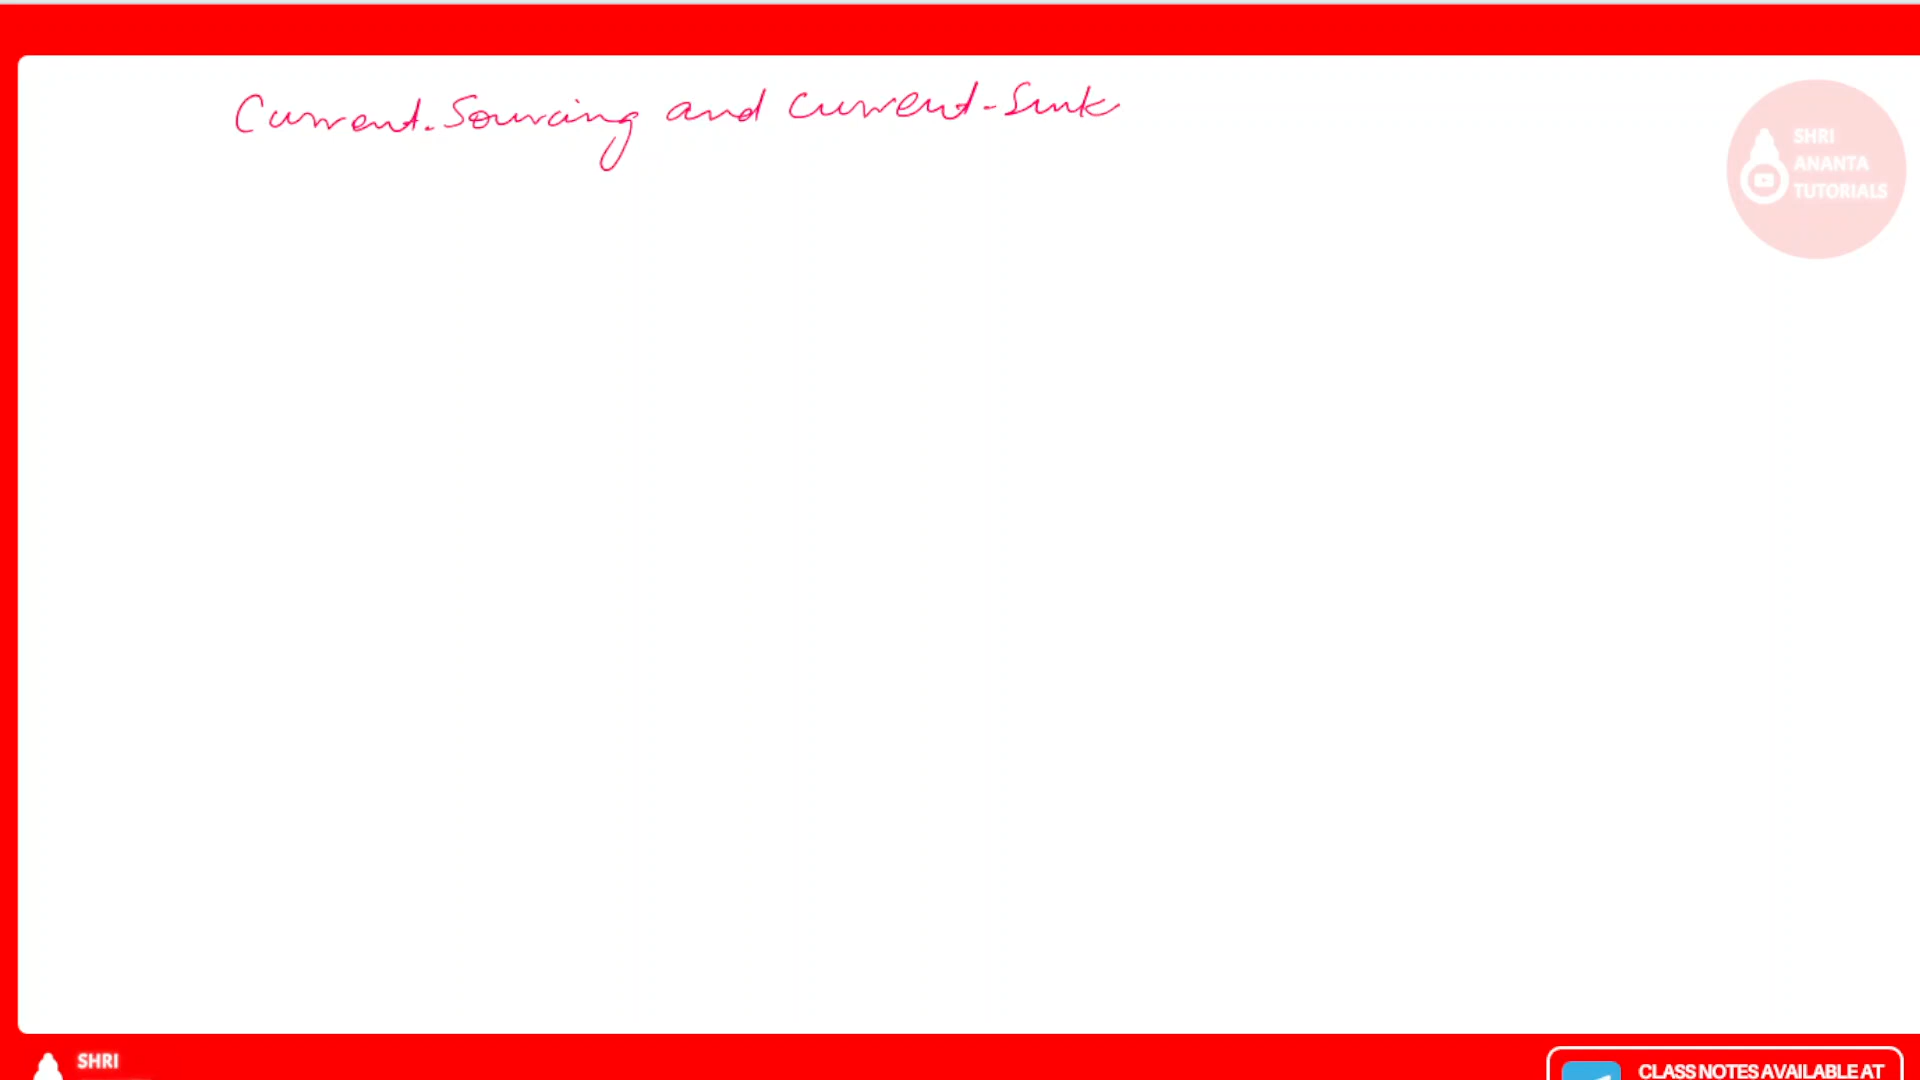 Current-Sourcing and Current-Sink
SHRI
ANANTA
TUTORIALS
SHRI
CLASS NOTES AVAILABLE AT